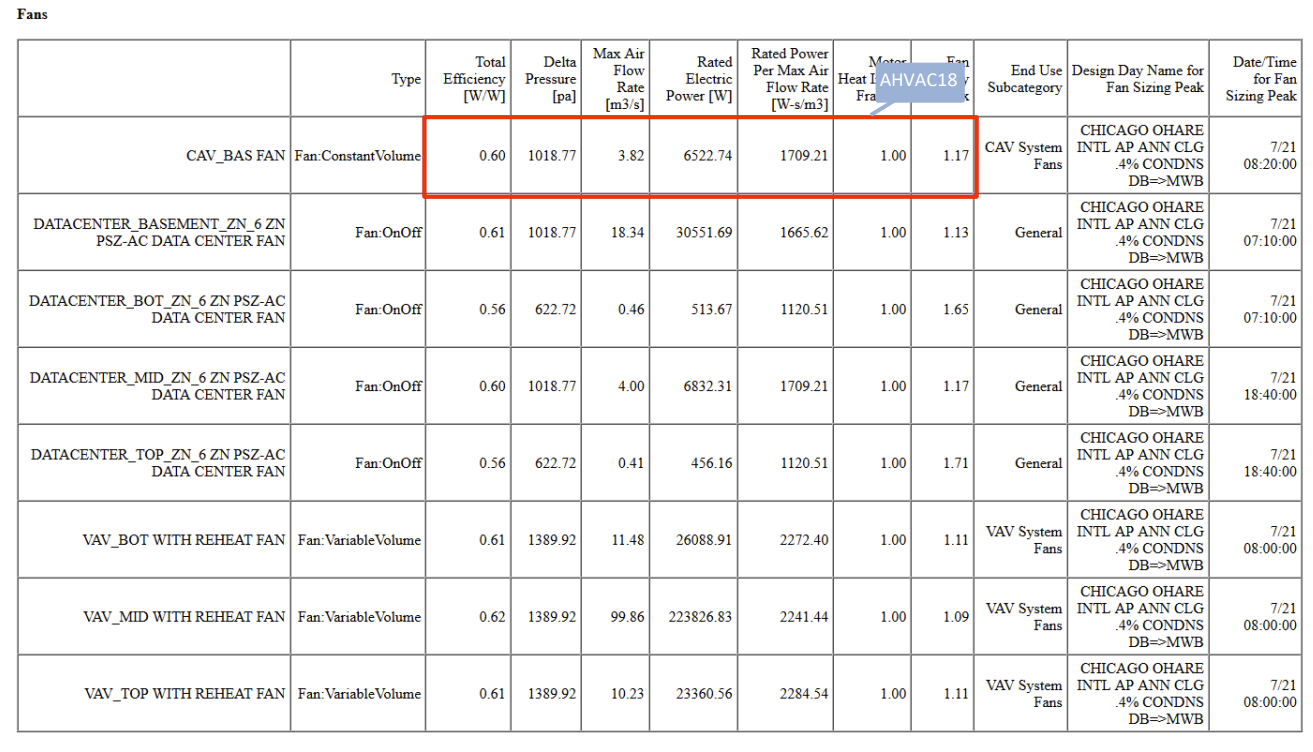 Fans
Type
Total Efficiency [W/W]
Delta Pressure [pa]
Max Air Flow Rate [m3/s]
Rated Electric Power [W]
Rated Power Per Max Air Flow Rate [W-s/m3]
Motor Heat
Fan
AHVAC18
End Use Subcategory
Design Day Name for Fan Sizing Peak
Date/Time for Fan Sizing Peak
CAV_BAS FAN Fan:ConstantVolume 0.60 1018.77 3.82 6522.74 1709.21 1.00 1.17 CAV System Fans CHICAGO OHARE INTL AP ANN CLG .4% CONDNS DB=>MWB 7/21 08:20:00
DATACENTER_BASEMENT_ZN_6 ZN PSZ-AC DATA CENTER FAN Fan:OnOff 0.61 1018.77 18.34 30551.69 1665.62 1.00 1.13 General CHICAGO OHARE INTL AP ANN CLG .4% CONDNS DB=>MWB 7/21 07:10:00
DATACENTER_BOT_ZN_6 ZN PSZ-AC DATA CENTER FAN Fan:OnOff 0.56 622.72 0.46 513.67 1120.51 1.00 1.65 General CHICAGO OHARE INTL AP ANN CLG .4% CONDNS DB=>MWB 7/21 07:10:00
DATACENTER_MID_ZN_6 ZN PSZ-AC DATA CENTER FAN Fan:OnOff 0.60 1018.77 4.00 6832.31 1709.21 1.00 1.17 General CHICAGO OHARE INTL AP ANN CLG .4% CONDNS DB=>MWB 7/21 18:40:00
DATACENTER_TOP_ZN_6 ZN PSZ-AC DATA CENTER FAN Fan:OnOff 0.56 622.72 0.41 456.16 1120.51 1.00 1.71 General CHICAGO OHARE INTL AP ANN CLG .4% CONDNS DB=>MWB 7/21 18:40:00
VAV_BOT WITH REHEAT FAN Fan:VariableVolume 0.61 1389.92 11.48 26088.91 2272.40 1.00 1.11 VAV System Fans CHICAGO OHARE INTL AP ANN CLG .4% CONDNS DB=>MWB 7/21 08:00:00
VAV_MID WITH REHEAT FAN Fan:VariableVolume 0.62 1389.92 99.86 223826.83 2241.44 1.00 1.09 VAV System Fans CHICAGO OHARE INTL AP ANN CLG .4% CONDNS DB=>MWB 7/21 08:00:00
VAV_TOP WITH REHEAT FAN Fan:VariableVolume 0.61 1389.92 10.23 23360.56 2284.54 1.00 1.11 VAV System Fans CHICAGO OHARE INTL AP ANN CLG .4% CONDNS DB=>MWB 7/21 08:00:00